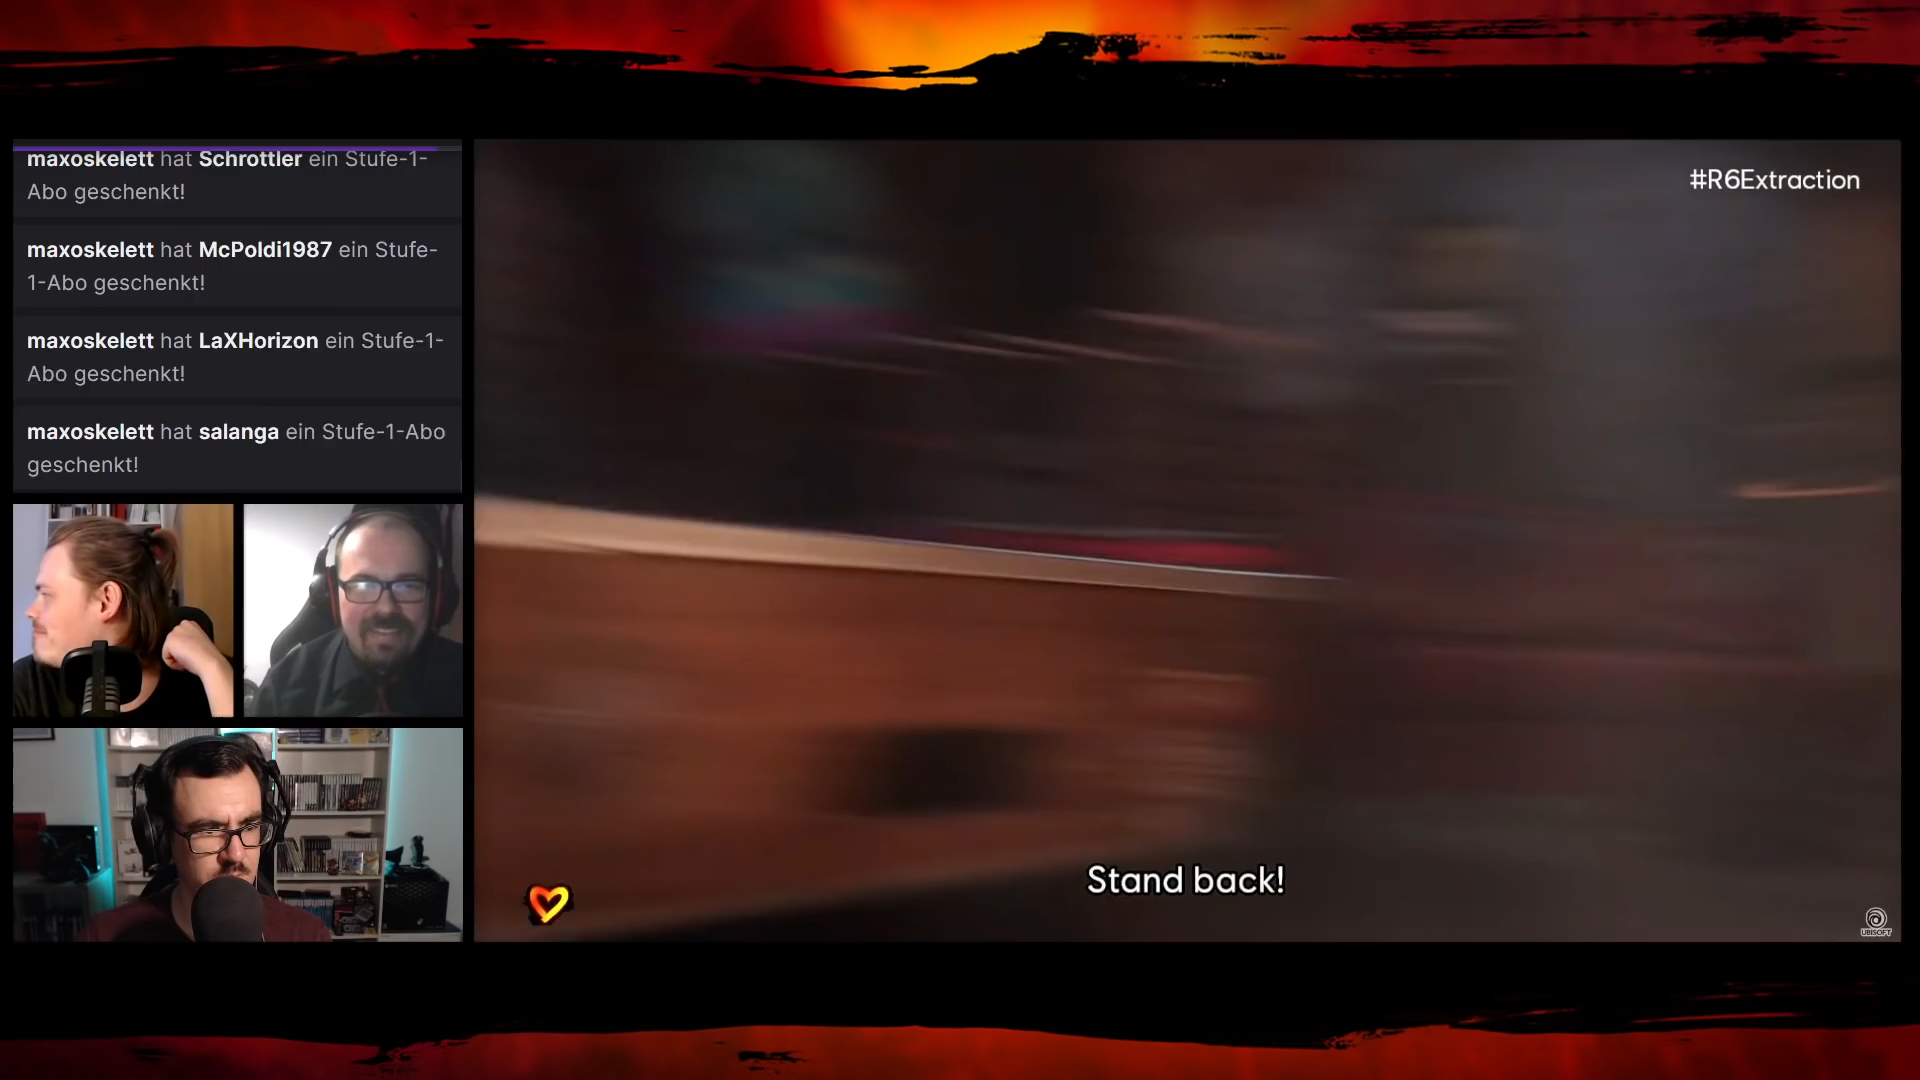 maxoskelett hat Schrottler ein Stufe-1-
Abo geschenkt!
maxoskelett hat McPoldi1987 ein Stufe-
1-Abo geschenkt!
maxoskelett hat LaXHorizon ein Stufe-1-
Abo geschenkt!
maxoskelett hat salanga ein Stufe-1-Abo
geschenkt!
#R6Extraction
Stand back!
UBISOFT